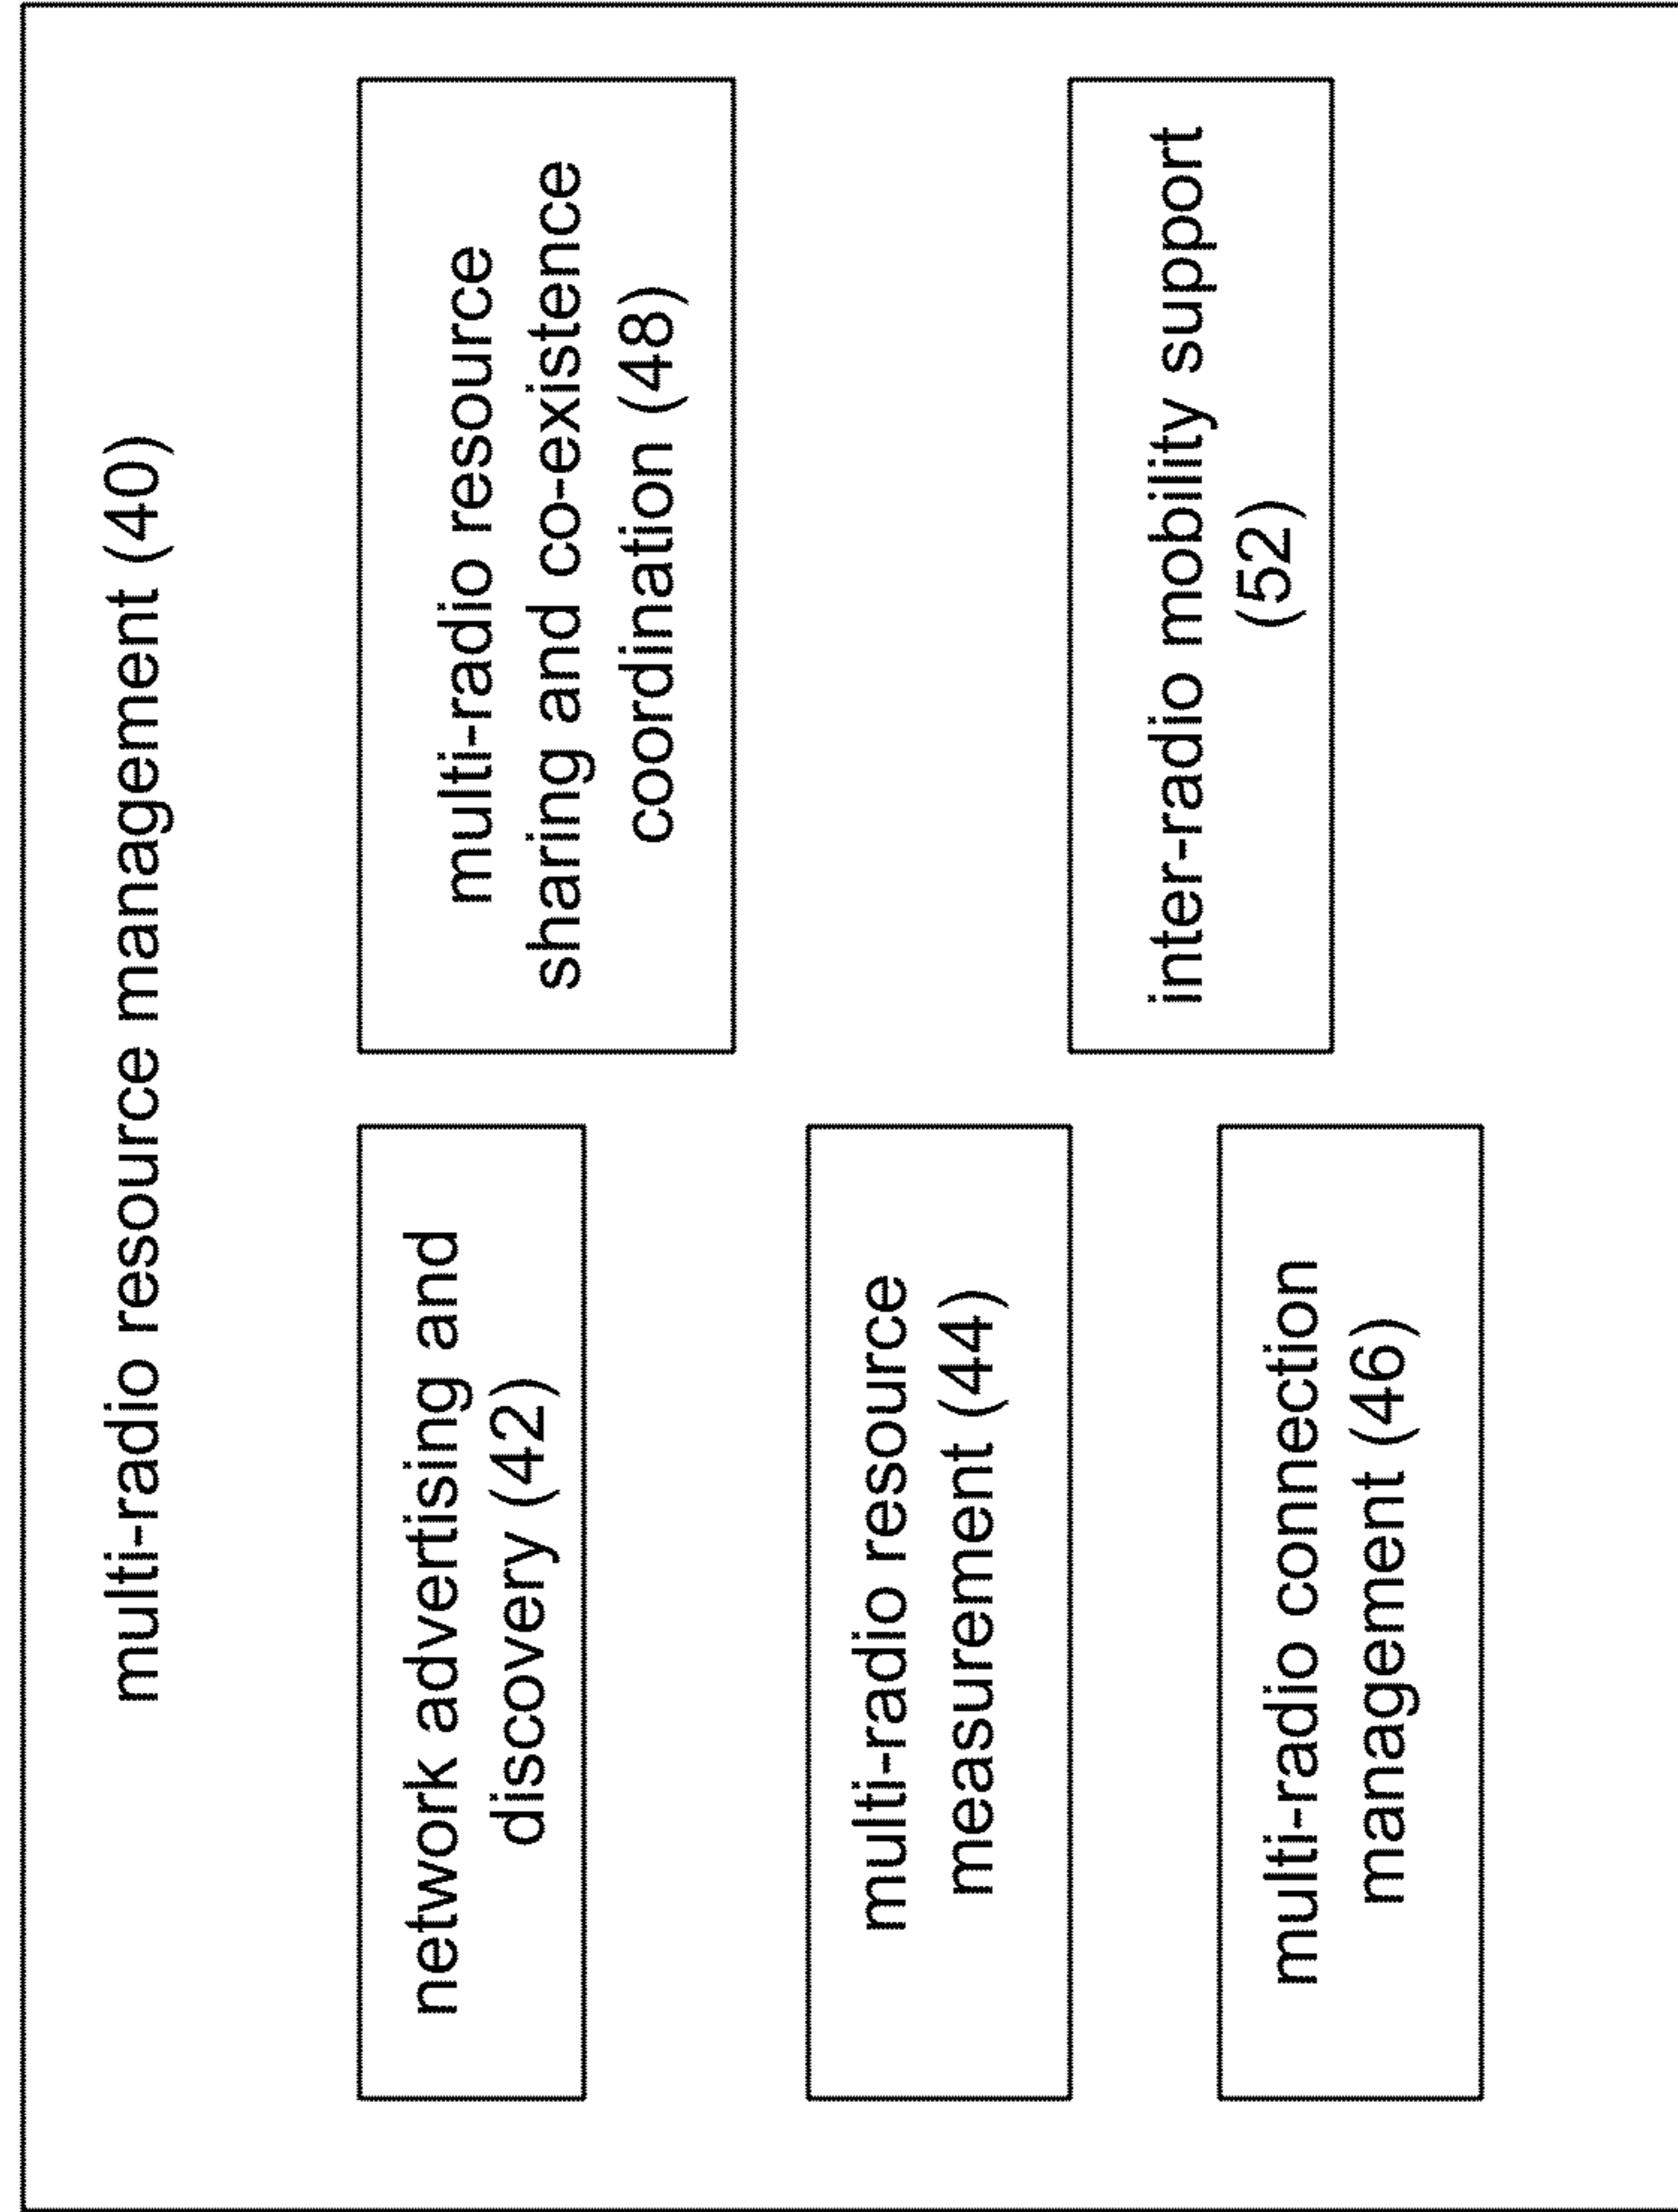 multi-radio resource management (40)
network advertising and
discovery (42)
multi-radio resource
measurement (44)
multi-radio connection
management (46)
multi-radio resource
sharing and co-existence
coordination (48)
inter-radio mobility support
(52)